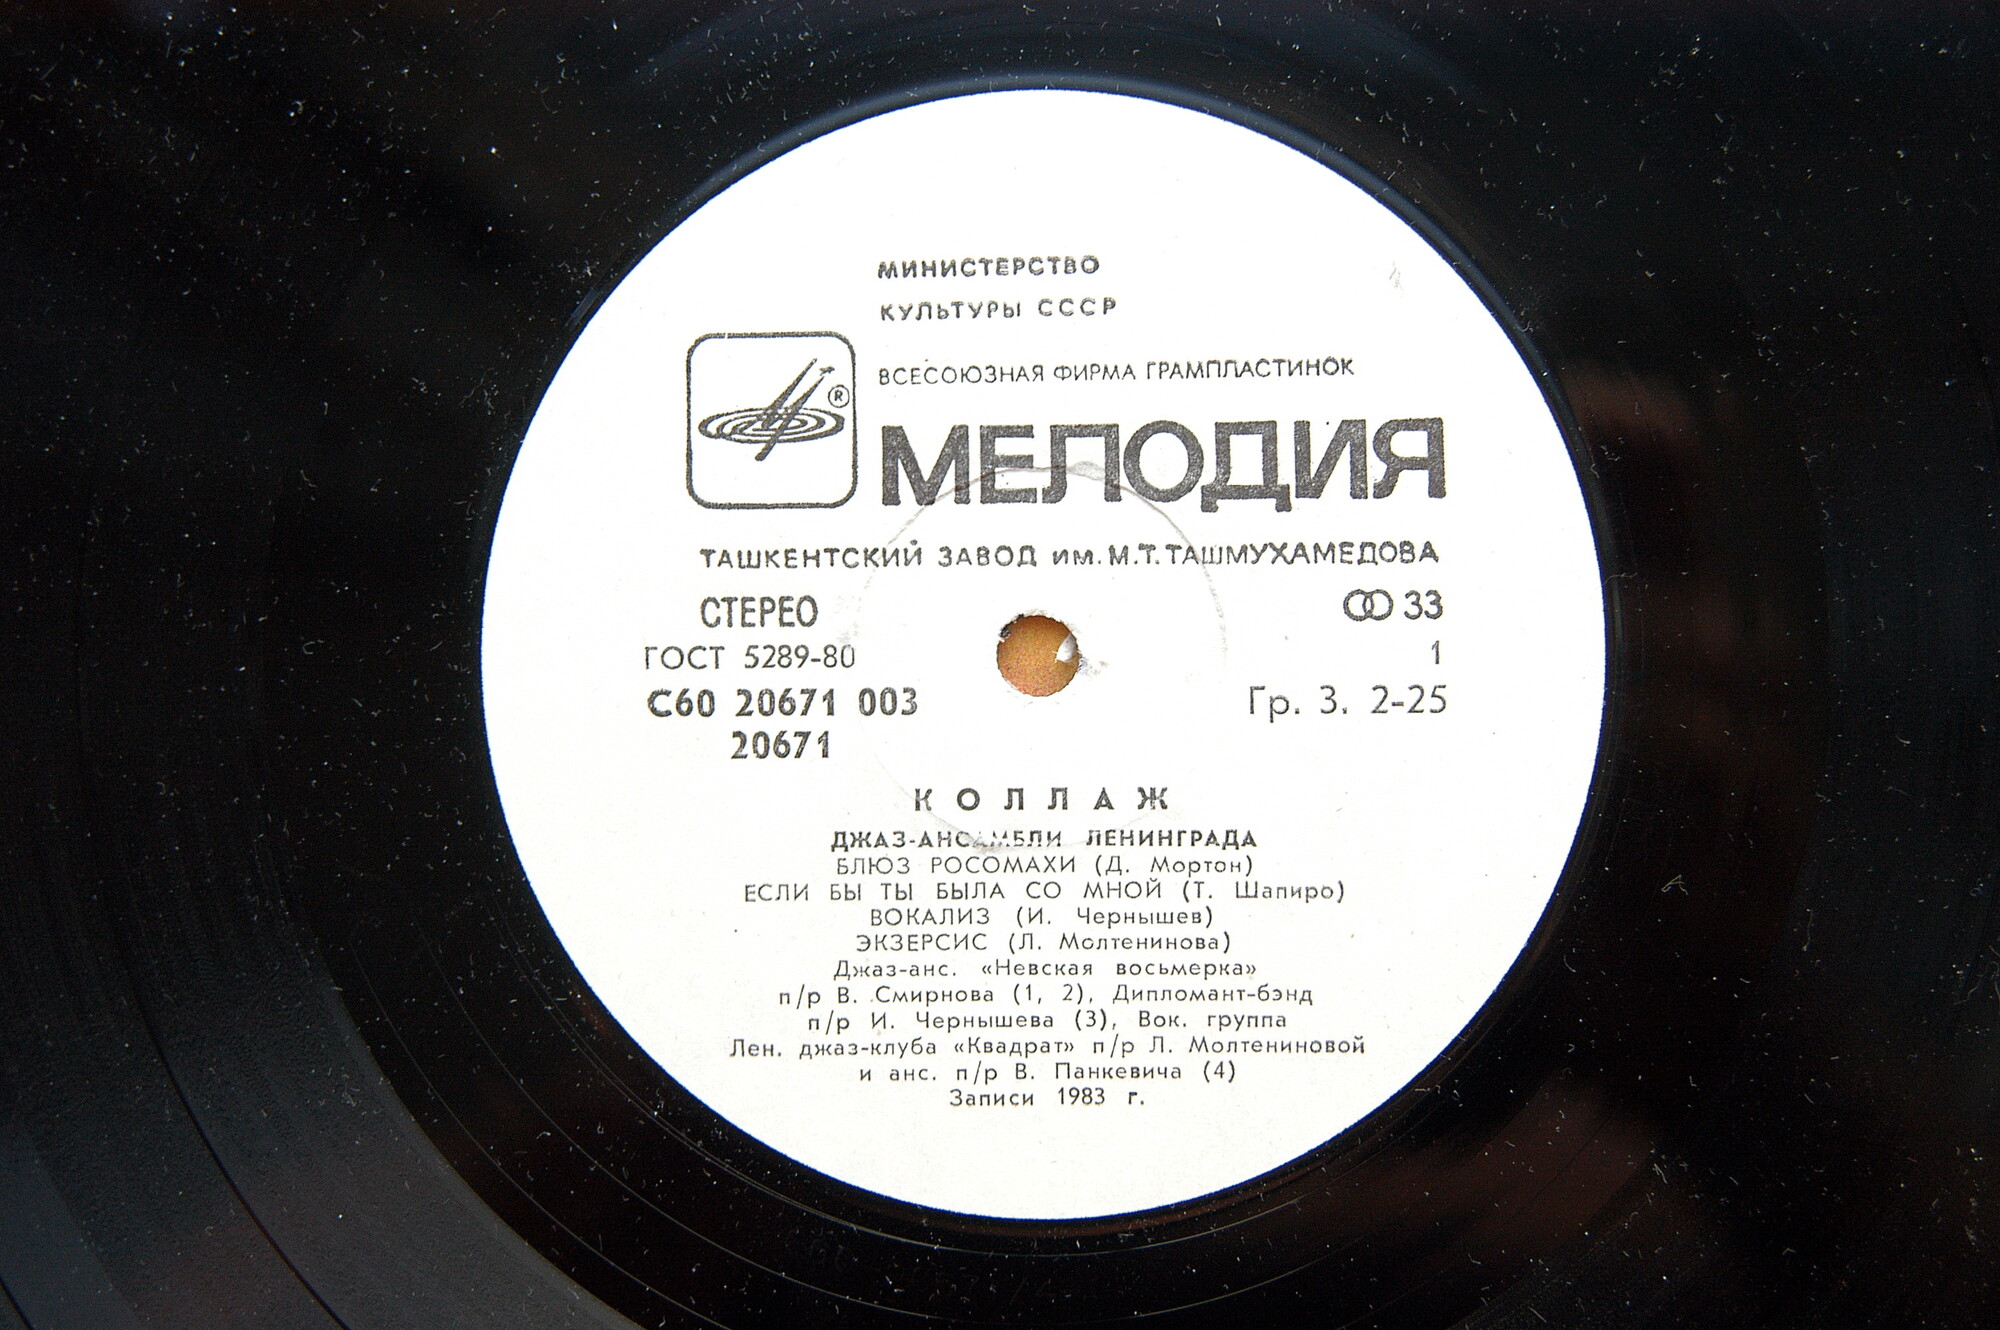 МИНИСТЕРСТВО
КУЛЬТУРЫ СССР
ВСЕСОЮЗНАЯ ФИРМА ГРАМПЛАСТИНОК
®
МЕЛОДИЯ
ТАШКЕНТСКИЙ ЗАВОД им. М.Т. ТАШМУХАМЕДОВА
СТЕРЕО 33
ГОСТ 5289-80 1
С60 20671 003 Гр. 3. 2-25
20671
КОЛЛАЖ
ДЖАЗ-АНСАМБЛИ ЛЕНИНГРАДА
БЛЮЗ РОСОМАХИ (Д. Мортон)
ЕСЛИ БЫ ТЫ БЫЛА СО МНОЙ (Т. Шапиро)
ВОКАЛИЗ (И. Чернышев)
ЭКЗЕРСИС (Л. Молтенинова)
Джаз-анс. «Невская восьмерка»
п/р В. Смирнова (1, 2), Дипломант-бэнд
п/р И. Чернышева (3), Вок. группа
Лен. джаз-клуба «Квадрат» п/р Л. Молтениновой
и анс. п/р В. Панкевича (4)
Записи 1983 г.